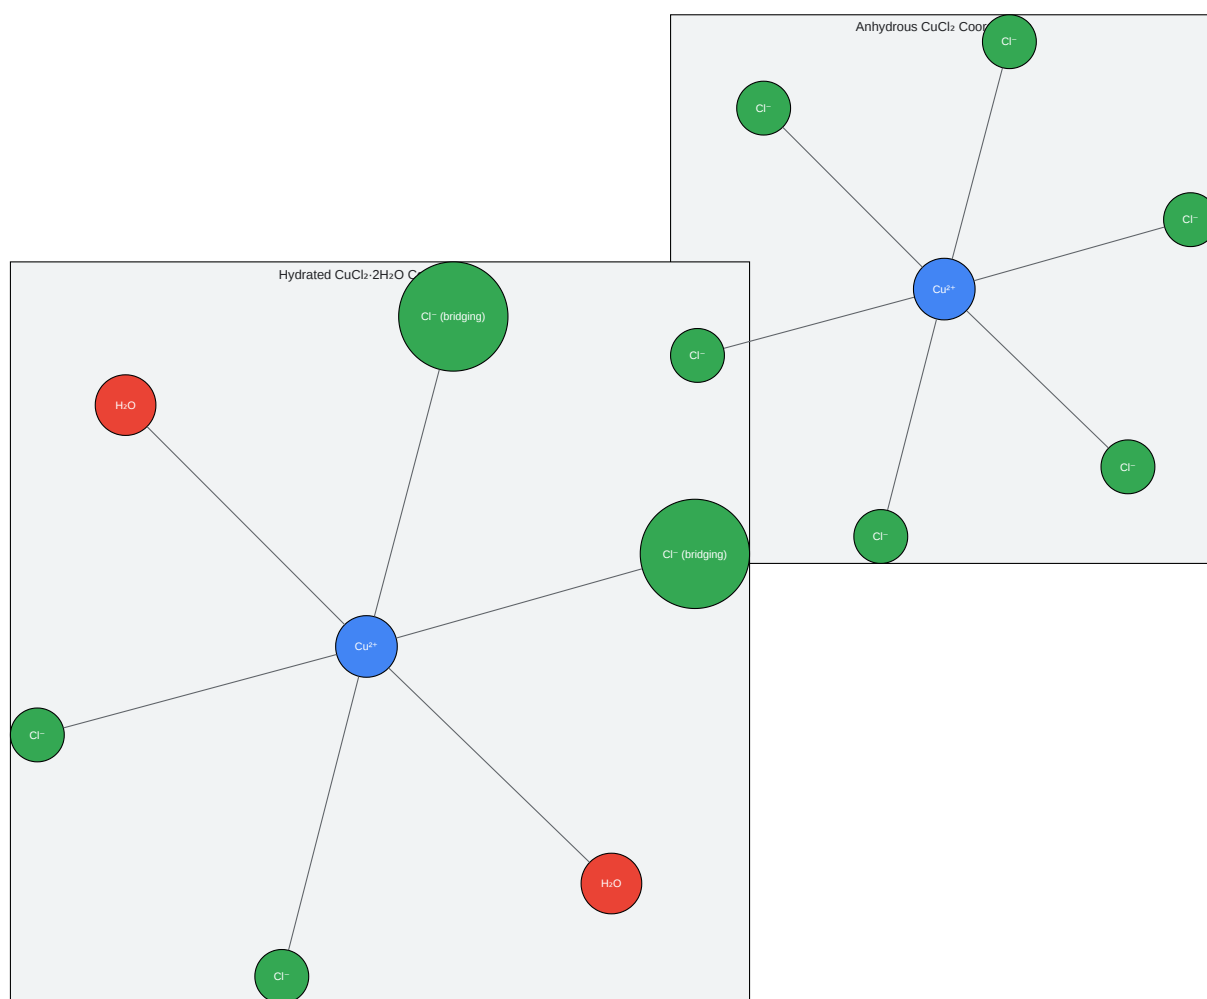 Anhydrous CuCl₂ Coor
Cl⁻
Cl⁻
Cl⁻
Cu²⁺
Cl⁻
Cl⁻
Cl⁻
Hydrated CuCl₂·2H₂O
Cl⁻ (bridging)
H₂O
Cl⁻ (bridging)
Cu²⁺
Cl⁻
H₂O
Cl⁻